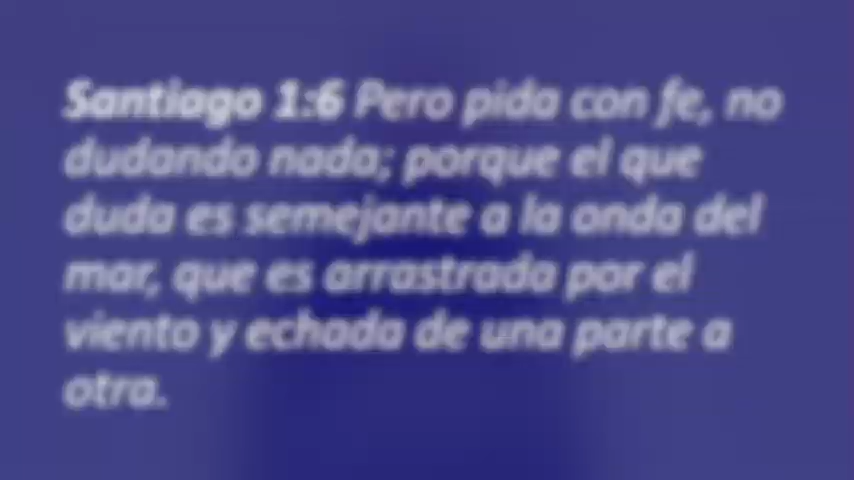 Santiago 1:6 Pero pida con fe, no
dudando nada; porque el que
duda es semejante a la onda del
mar, que es arrastrada por el
viento y echada de una parte a
otra.